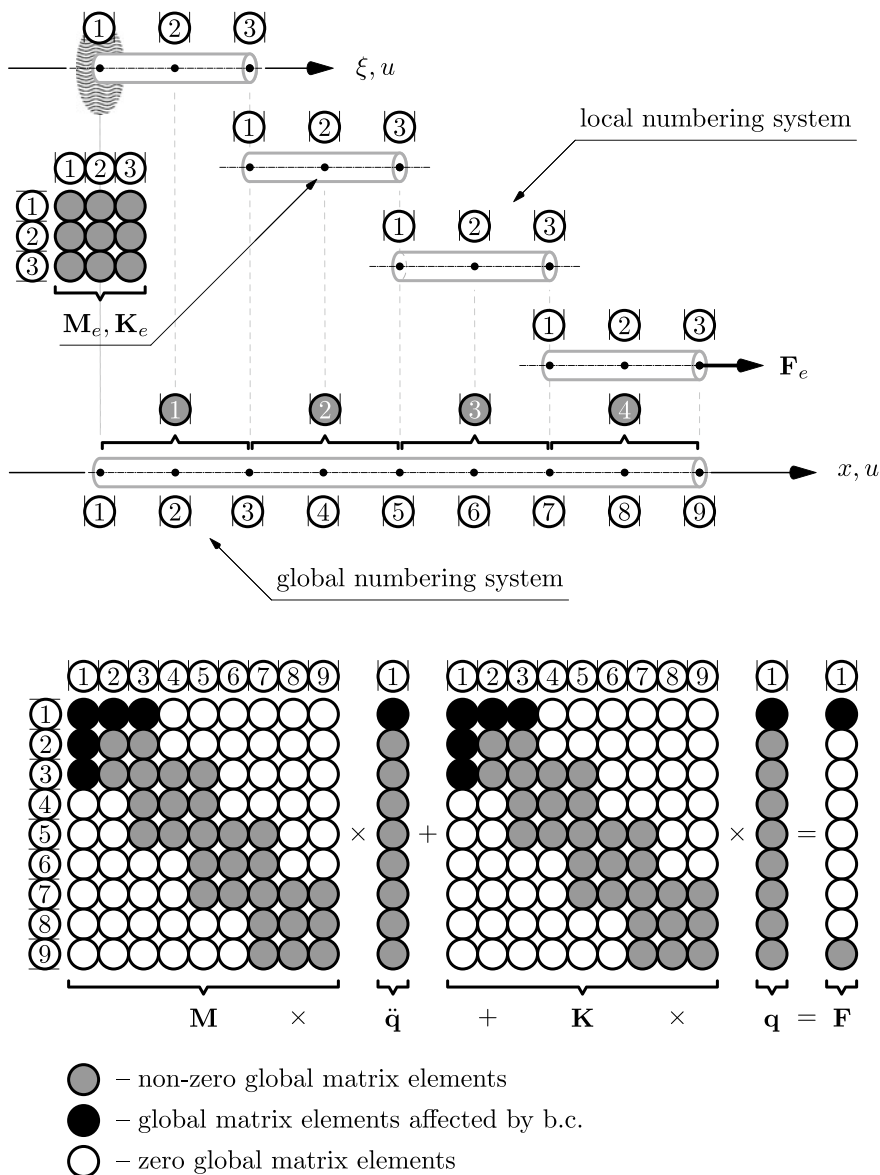 1 2 3
ξ, u
1 2 3
local numbering system
1 2 3
1
2
3
1 2 3
M_e, K_e
1 2 3
F_e
1 2 3 4
x, u
1 2 3 4 5 6 7 8 9
global numbering system
1 2 3 4 5 6 7 8 9 1 1 2 3 4 5 6 7 8 9 1 1
1
2
3
4
5 × + × =
6
7
8
9
M × q̈ + K × q = F
– non-zero global matrix elements
– global matrix elements affected by b.c.
– zero global matrix elements